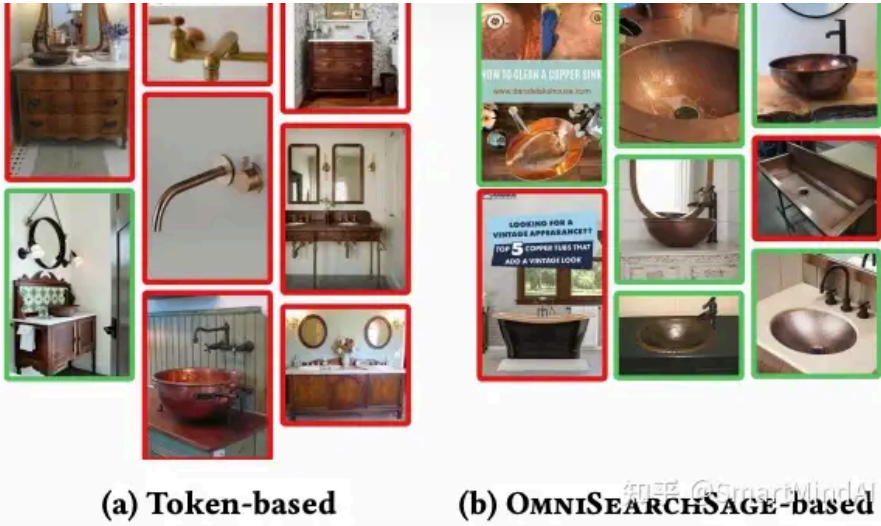 HOW TO CLEAN A COPPER SINK
LOOKING FOR A
VINTAGE APPEARANCE??
TOP 5 COPPER TUBS THAT
ADD A VINTAGE LOOK
(a) Token-based
(b) OMNISEARCHSAGE-based
知乎 @SmartMindAI